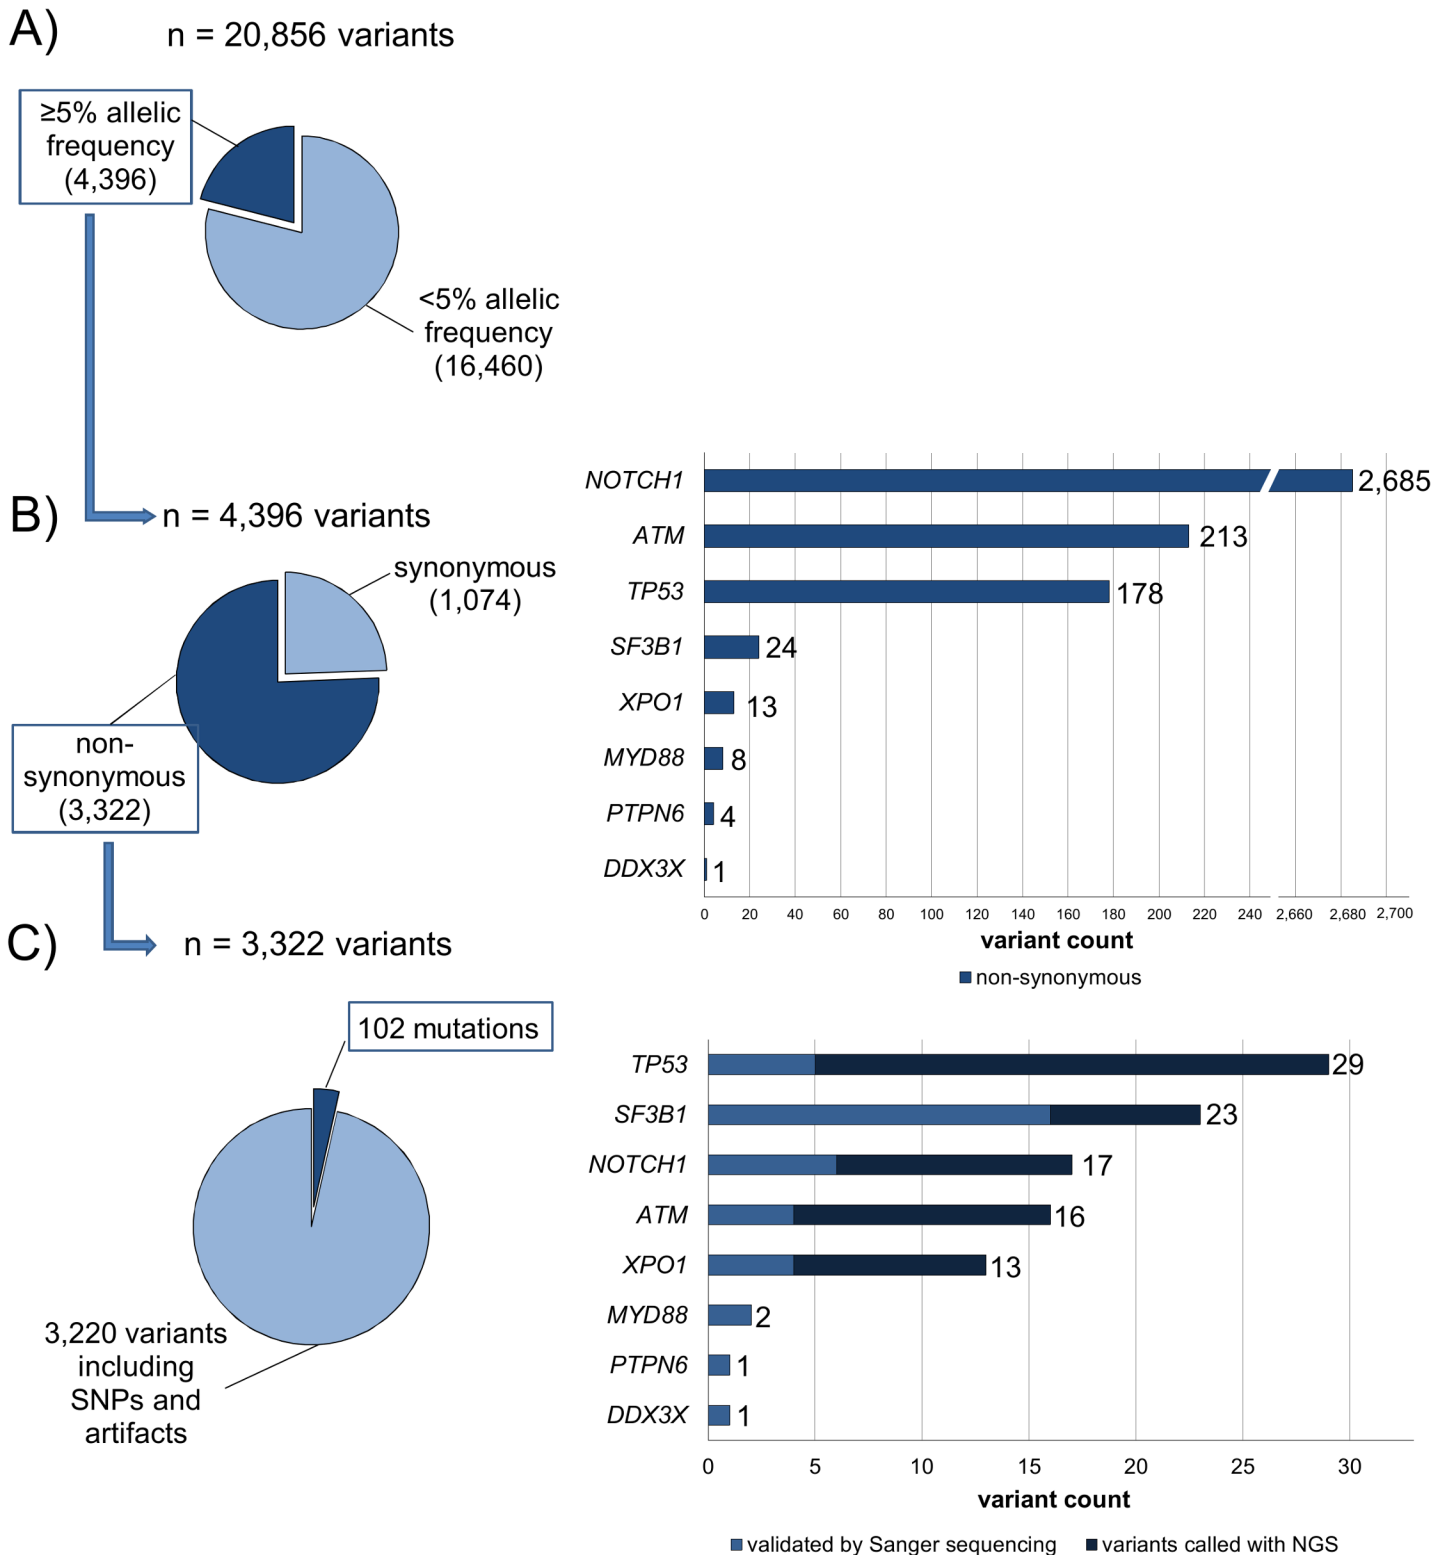 A)
n = 20,856 variants
≥5% allelic
frequency
(4,396)
<5% allelic
frequency
(16,460)
B)
n = 4,396 variants
synonymous
(1,074)
non-
synonymous
(3,322)
NOTCH1
2,685
ATM
213
TP53
178
SF3B1
24
XPO1
13
MYD88
8
PTPN6
4
DDX3X
1
0 20 40 60 80 100 120 140 160 180 200 220 240 2,660 2,680 2,700
variant count
non-synonymous
C)
n = 3,322 variants
102 mutations
3,220 variants
including
SNPs and
artifacts
TP53
29
SF3B1
23
NOTCH1
17
ATM
16
XPO1
13
MYD88
2
PTPN6
1
DDX3X
1
0 5 10 15 20 25 30
variant count
validated by Sanger sequencing variants called with NGS